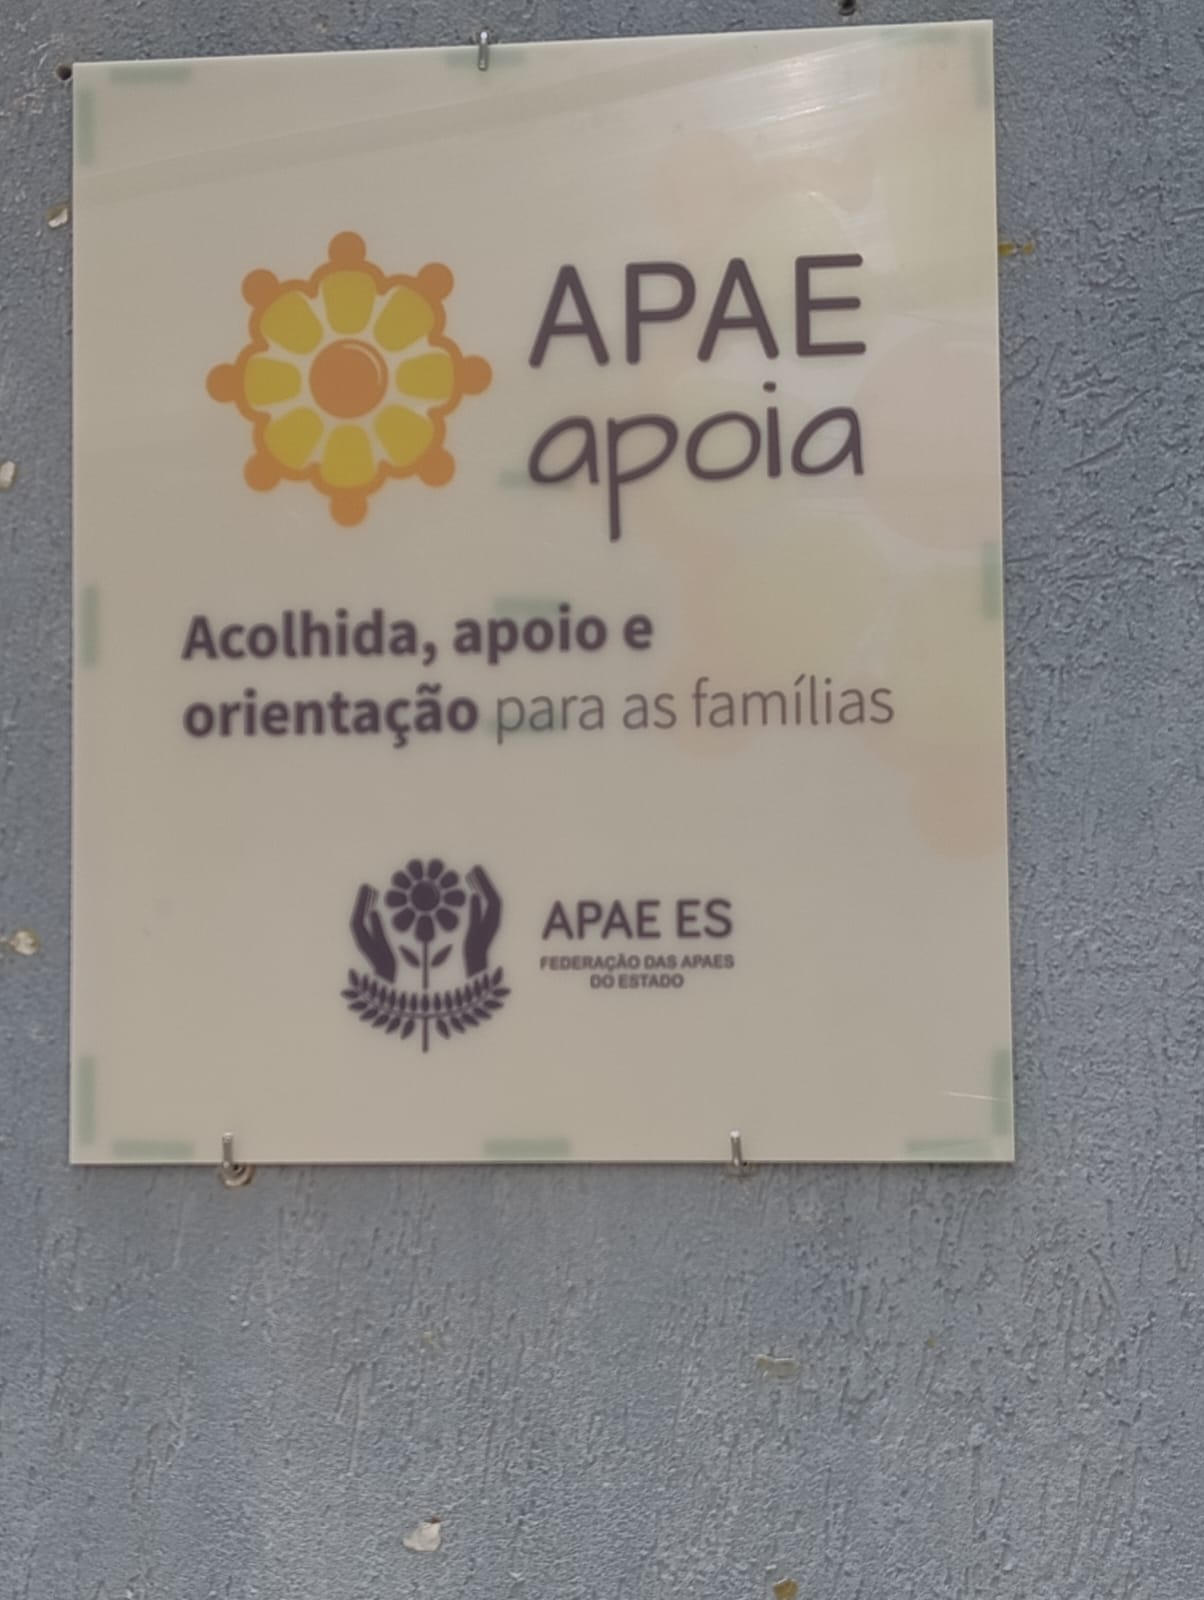 APAE
apoia
Acolhida, apoio e
orientação para as famílias
APAE ES
FEDERAÇÃO DAS APAES
DO ESTADO